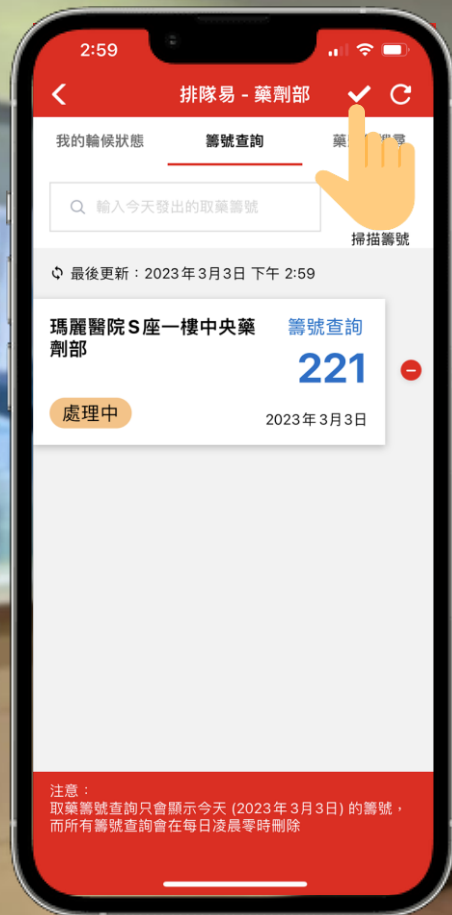 2:59
排隊易 - 藥劑部
我的輪候狀態
籌號查詢
藥
輸入今天發出的取藥籌號
掃描籌號
最後更新：2023年3月3日 下午 2:59
瑪麗醫院S座一樓中央藥
劑部
籌號查詢
221
處理中
2023年3月3日
注意：
取藥籌號查詢只會顯示今天 (2023年3月3日) 的籌號，
而所有籌號查詢會在每日凌晨零時刪除